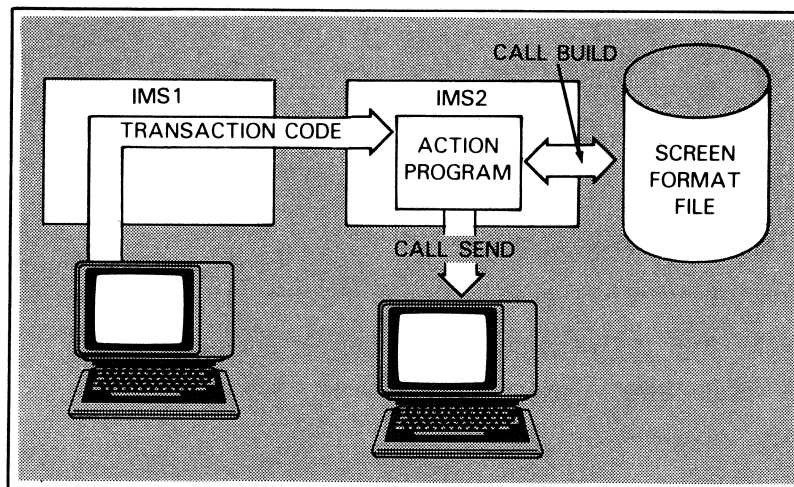 CALL BUILD
IMS1
IMS2
TRANSACTION CODE
ACTION
PROGRAM
SCREEN
FORMAT
FILE
CALL SEND